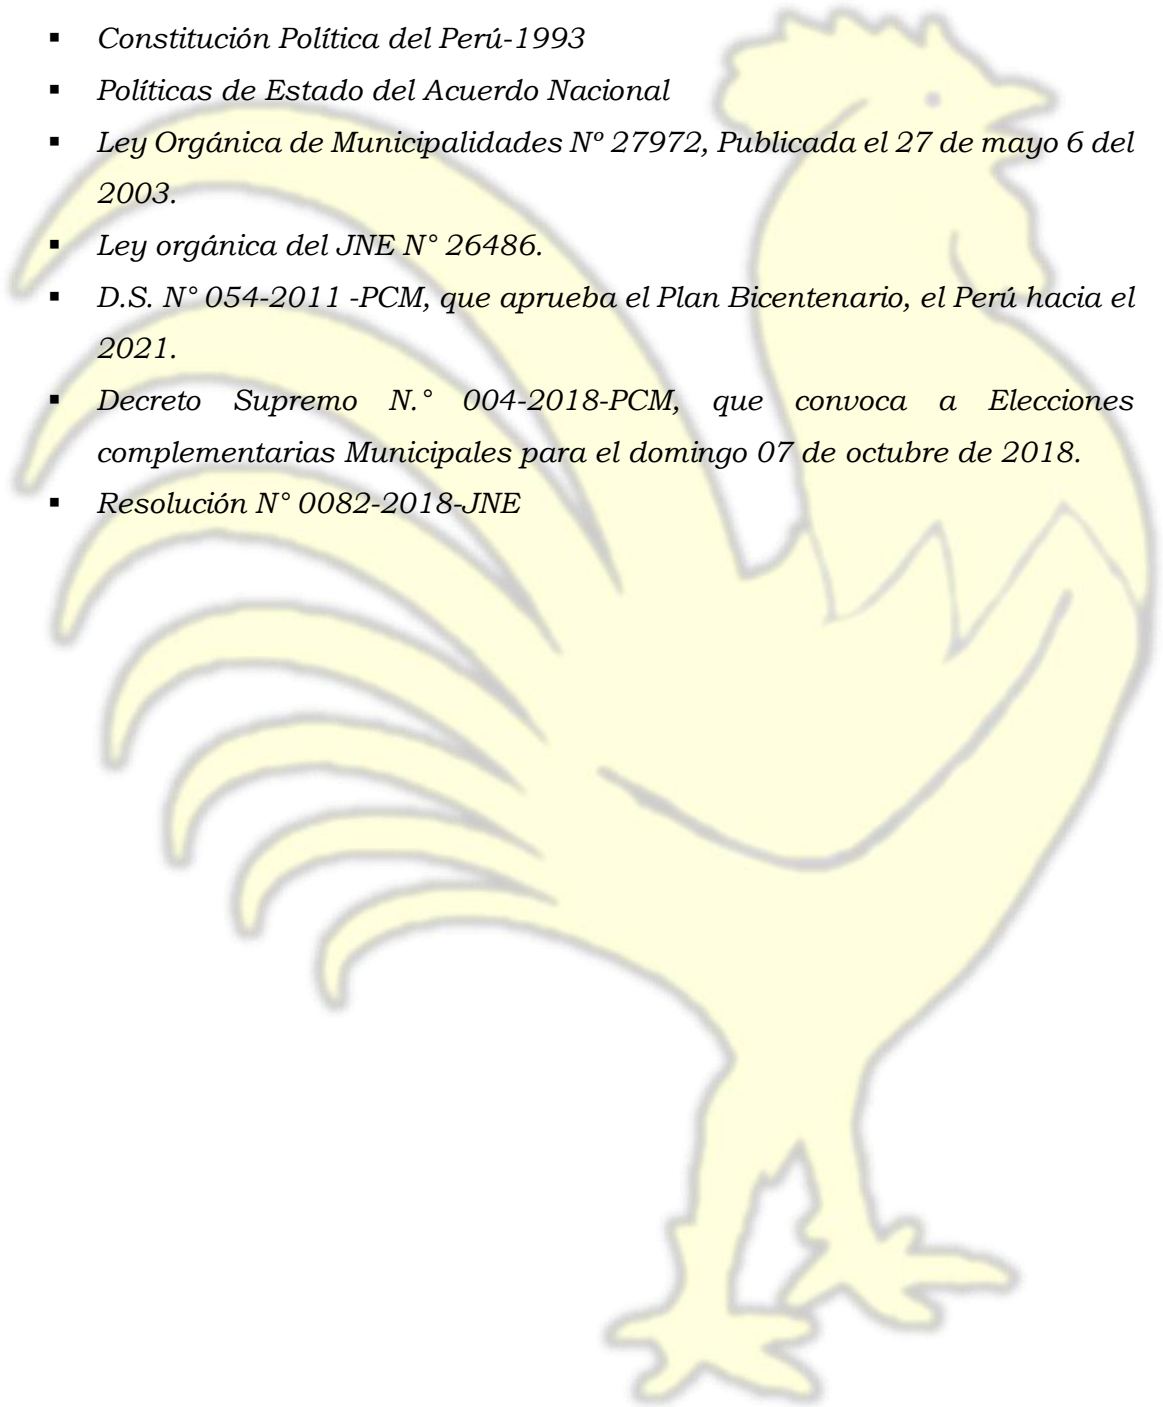 ▪ Constitución Política del Perú-1993
▪ Políticas de Estado del Acuerdo Nacional
▪ Ley Orgánica de Municipalidades Nº 27972, Publicada el 27 de mayo 6 del
2003.
▪ Ley orgánica del JNE N° 26486.
▪ D.S. N° 054-2011 -PCM, que aprueba el Plan Bicentenario, el Perú hacia el
2021.
▪ Decreto Supremo N.° 004-2018-PCM, que convoca a Elecciones
complementarias Municipales para el domingo 07 de octubre de 2018.
▪ Resolución N° 0082-2018-JNE